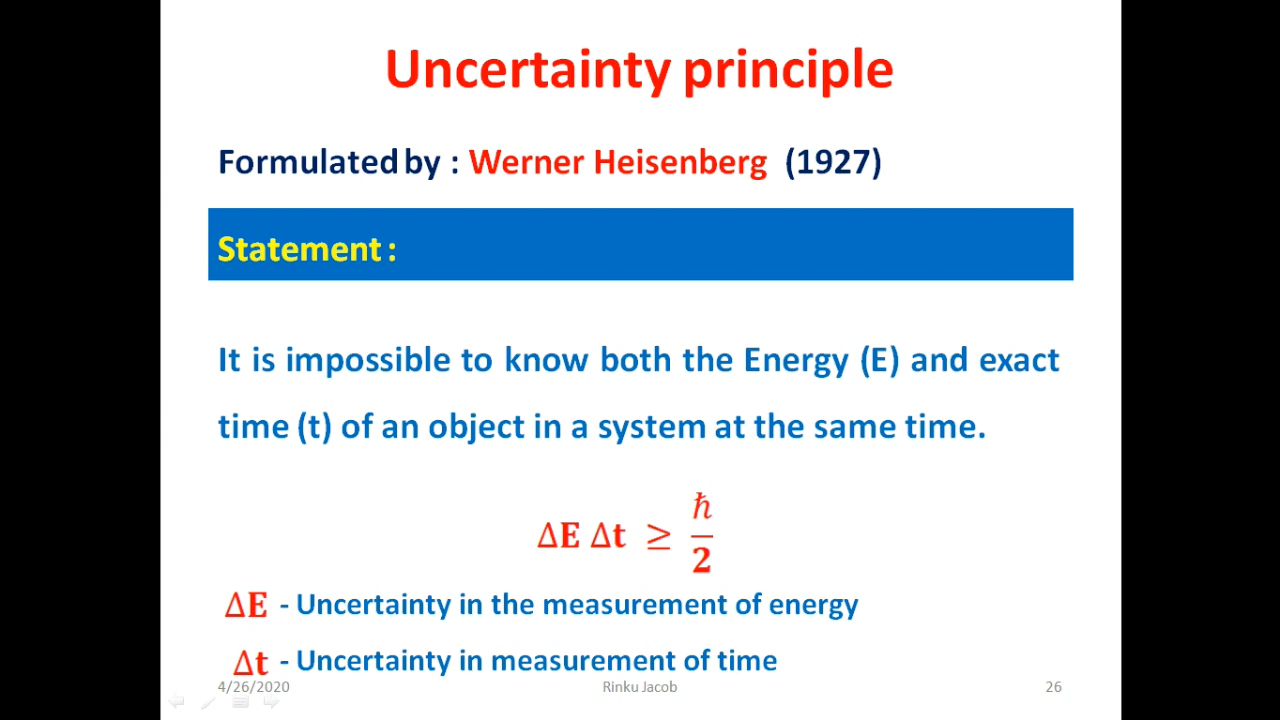 Uncertainty principle
Formulated by : Werner Heisenberg (1927)
Statement :
It is impossible to know both the Energy (E) and exact
time (t) of an object in a system at the same time.
ΔE Δt ≥ ℏ/2
ΔE - Uncertainty in the measurement of energy
Δt - Uncertainty in measurement of time
4/26/2020 Rinku Jacob 26